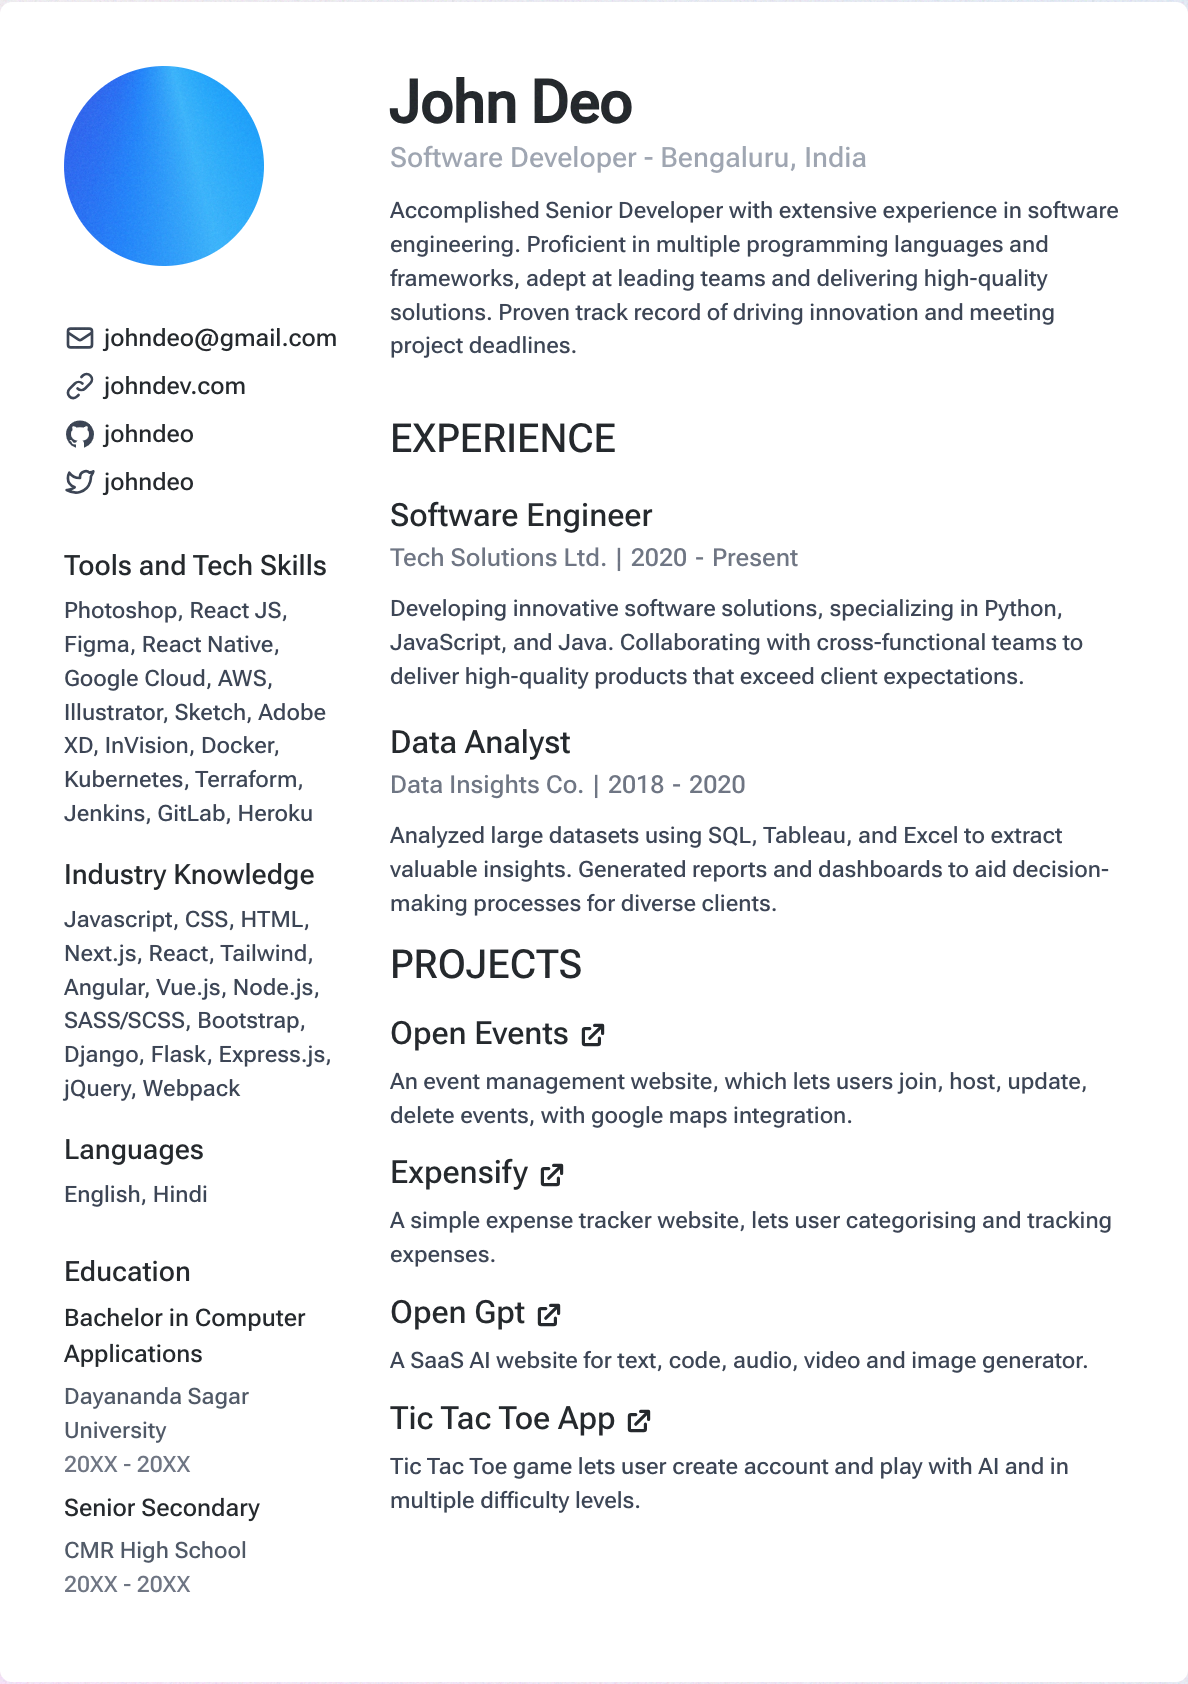 johndeo@gmail.com
johndev.com
johndeo
johndeo
Tools and Tech Skills
Photoshop, React JS,
Figma, React Native,
Google Cloud, AWS,
Illustrator, Sketch, Adobe
XD, InVision, Docker,
Kubernetes, Terraform,
Jenkins, GitLab, Heroku
Industry Knowledge
Javascript, CSS, HTML,
Next.js, React, Tailwind,
Angular, Vue.js, Node.js,
SASS/SCSS, Bootstrap,
Django, Flask, Express.js,
jQuery, Webpack
Languages
English, Hindi
Education
Bachelor in Computer
Applications
Dayananda Sagar
University
20XX - 20XX
Senior Secondary
CMR High School
20XX - 20XX
John Deo
Software Developer - Bengaluru, India
Accomplished Senior Developer with extensive experience in software
engineering. Proficient in multiple programming languages and
frameworks, adept at leading teams and delivering high-quality
solutions. Proven track record of driving innovation and meeting
project deadlines.
EXPERIENCE
Software Engineer
Tech Solutions Ltd. | 2020 - Present
Developing innovative software solutions, specializing in Python,
JavaScript, and Java. Collaborating with cross-functional teams to
deliver high-quality products that exceed client expectations.
Data Analyst
Data Insights Co. | 2018 - 2020
Analyzed large datasets using SQL, Tableau, and Excel to extract
valuable insights. Generated reports and dashboards to aid decision-
making processes for diverse clients.
PROJECTS
Open Events
An event management website, which lets users join, host, update,
delete events, with google maps integration.
Expensify
A simple expense tracker website, lets user categorising and tracking
expenses.
Open Gpt
A SaaS AI website for text, code, audio, video and image generator.
Tic Tac Toe App
Tic Tac Toe game lets user create account and play with AI and in
multiple difficulty levels.